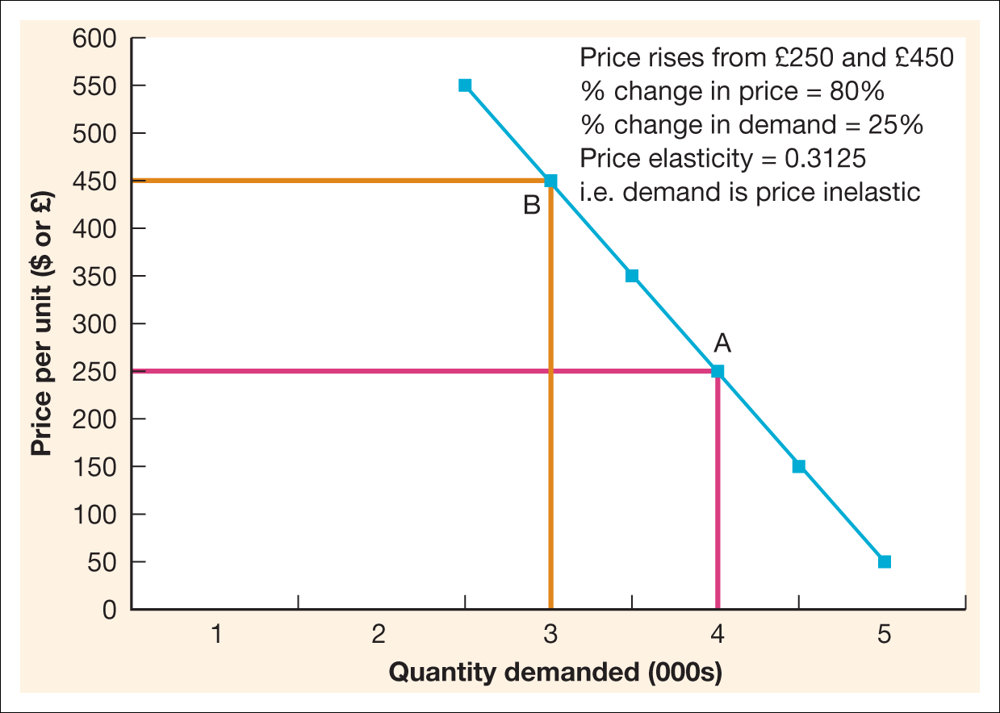 600
550
500
450
400
350
300
250
200
150
100
50
0
Price per unit ($ or £)
Price rises from £250 and £450
% change in price = 80%
% change in demand = 25%
Price elasticity = 0.3125
i.e. demand is price inelastic
B
A
1 2 3 4 5
Quantity demanded (000s)